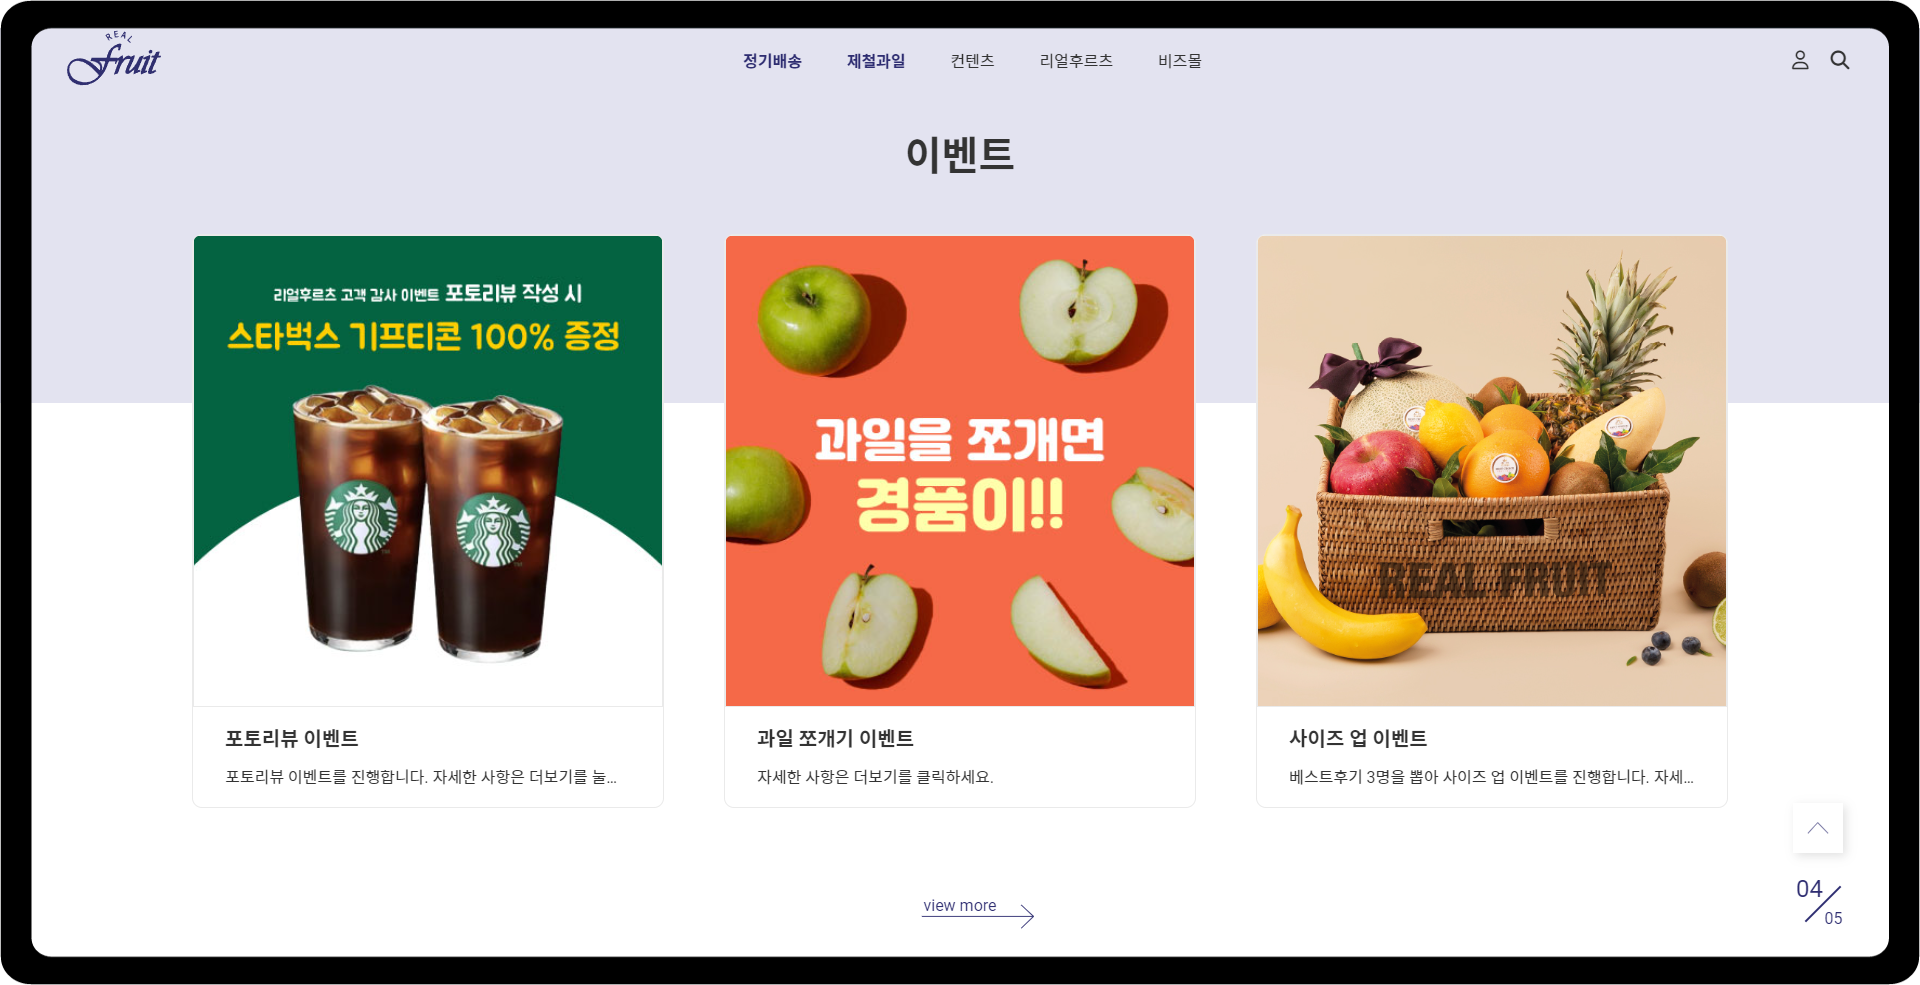 REAL
Fruit
정기배송 제철과일 컨텐츠 리얼후르츠 비즈몰
이벤트
리얼후르츠 고객 감사 이벤트 포토리뷰 작성 시
스타벅스 기프티콘 100% 증정
과일을 쪼개면
경품이!!
REAL FRUIT
포토리뷰 이벤트
포토리뷰 이벤트를 진행합니다. 자세한 사항은 더보기를 눌...
과일 쪼개기 이벤트
자세한 사항은 더보기를 클릭하세요.
사이즈 업 이벤트
베스트후기 3명을 뽑아 사이즈 업 이벤트를 진행합니다. 자세...
view more
04
05